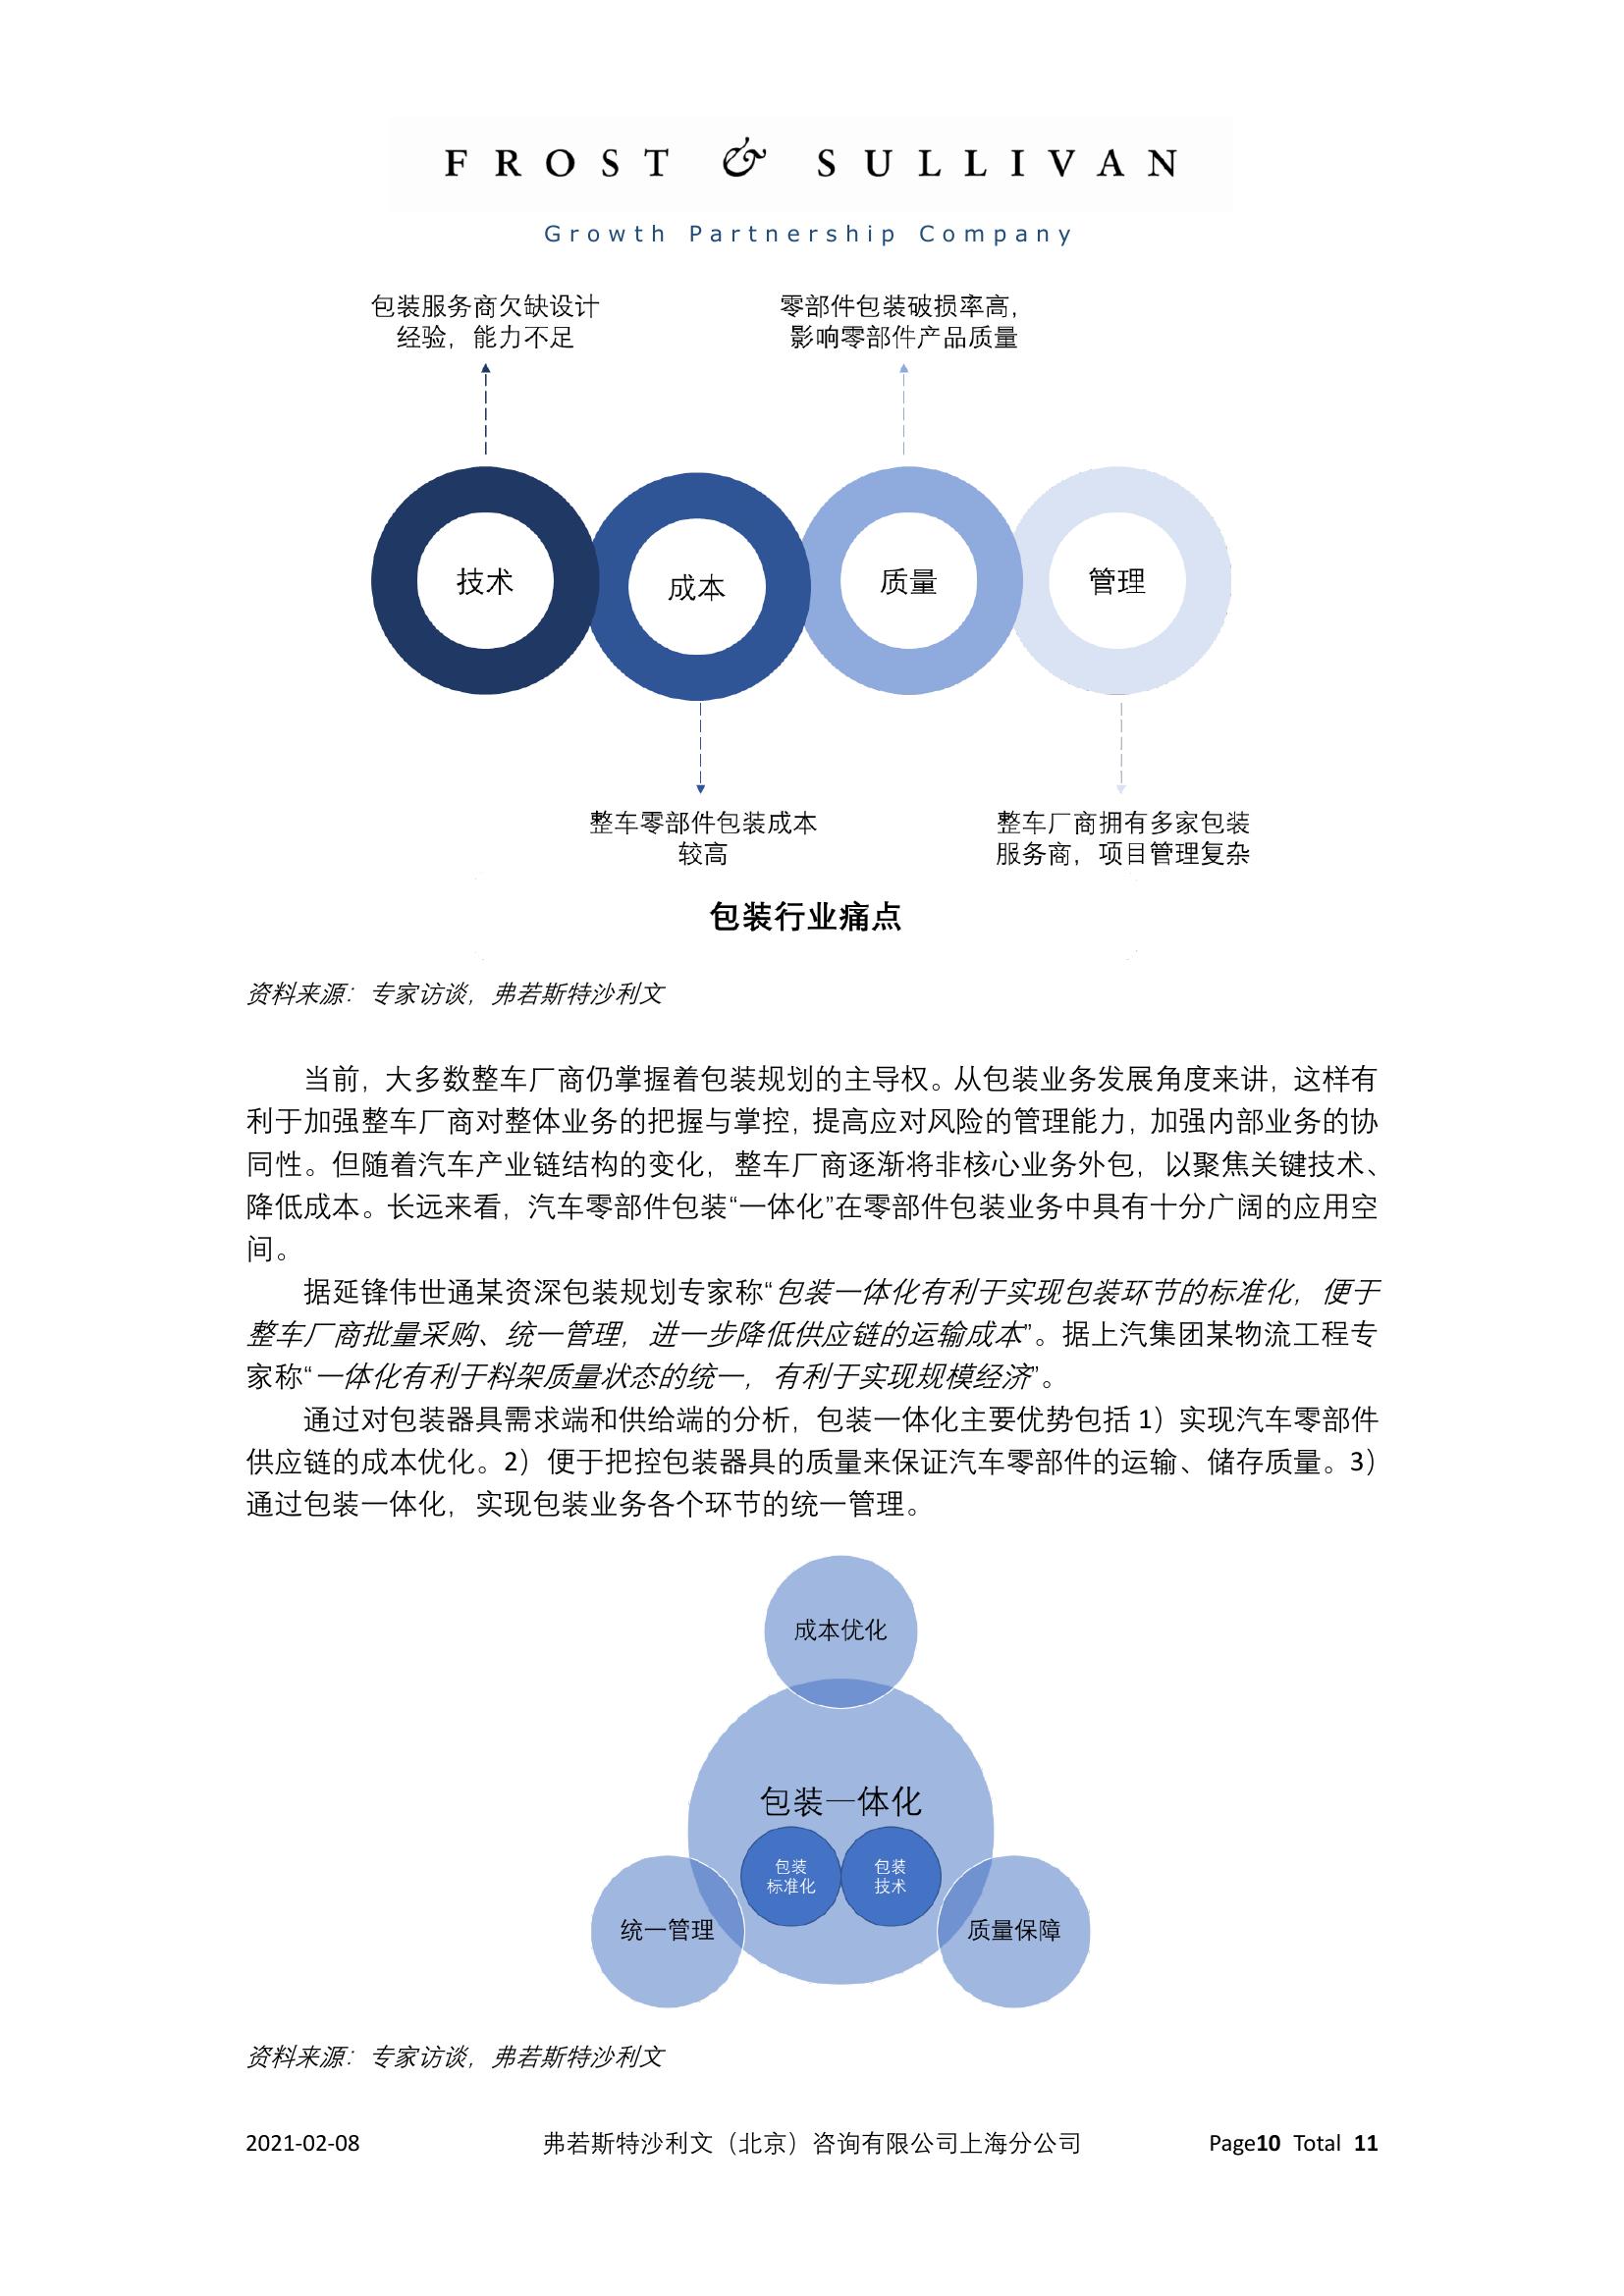 FROST & SULLIVAN
Growth Partnership Company
包装服务商欠缺设计
经验，能力不足
零部件包装破损率高，
影响零部件产品质量
技术
成本
质量
管理
整车零部件包装成本
较高
整车厂商拥有多家包装
服务商，项目管理复杂
包装行业痛点
资料来源：专家访谈，弗若斯特沙利文
当前，大多数整车厂商仍掌握着包装规划的主导权。从包装业务发展角度来讲，这样有
利于加强整车厂商对整体业务的把握与掌控，提高应对风险的管理能力，加强内部业务的协
同性。但随着汽车产业链结构的变化，整车厂商逐渐将非核心业务外包，以聚焦关键技术、
降低成本。长远来看，汽车零部件包装“一体化”在零部件包装业务中具有十分广阔的应用空
间。
据延锋伟世通某资深包装规划专家称“包装一体化有利于实现包装环节的标准化，便于
整车厂商批量采购、统一管理，进一步降低供应链的运输成本”。据上汽集团某物流工程专
家称“一体化有利于料架质量状态的统一，有利于实现规模经济”。
通过对包装器具需求端和供给端的分析，包装一体化主要优势包括 1）实现汽车零部件
供应链的成本优化。2）便于把控包装器具的质量来保证汽车零部件的运输、储存质量。3）
通过包装一体化，实现包装业务各个环节的统一管理。
成本优化
包装一体化
包装
标准化
包装
技术
统一管理
质量保障
资料来源：专家访谈，弗若斯特沙利文
2021-02-08 弗若斯特沙利文（北京）咨询有限公司上海分公司 Page10 Total 11